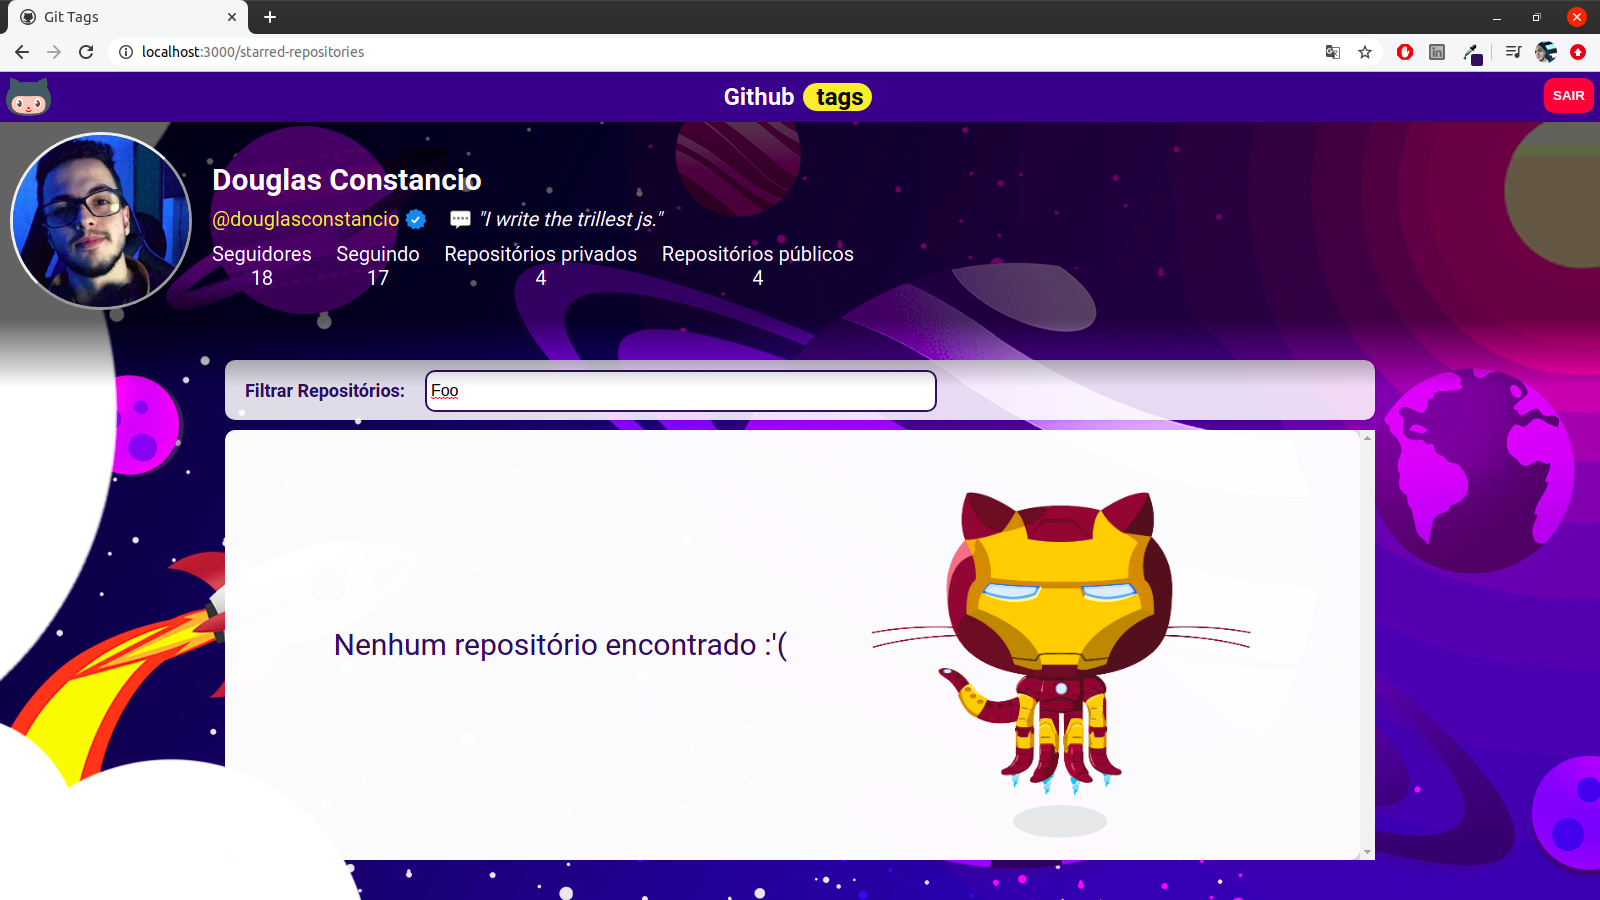 Git Tags
localhost:3000/starred-repositories
Github tags
SAIR
Douglas Constancio
@douglasconstancio "I write the trillest js."
Seguidores Seguindo Repositórios privados Repositórios públicos
18 17 4 4
Filtrar Repositórios: Foo
Nenhum repositório encontrado :'(